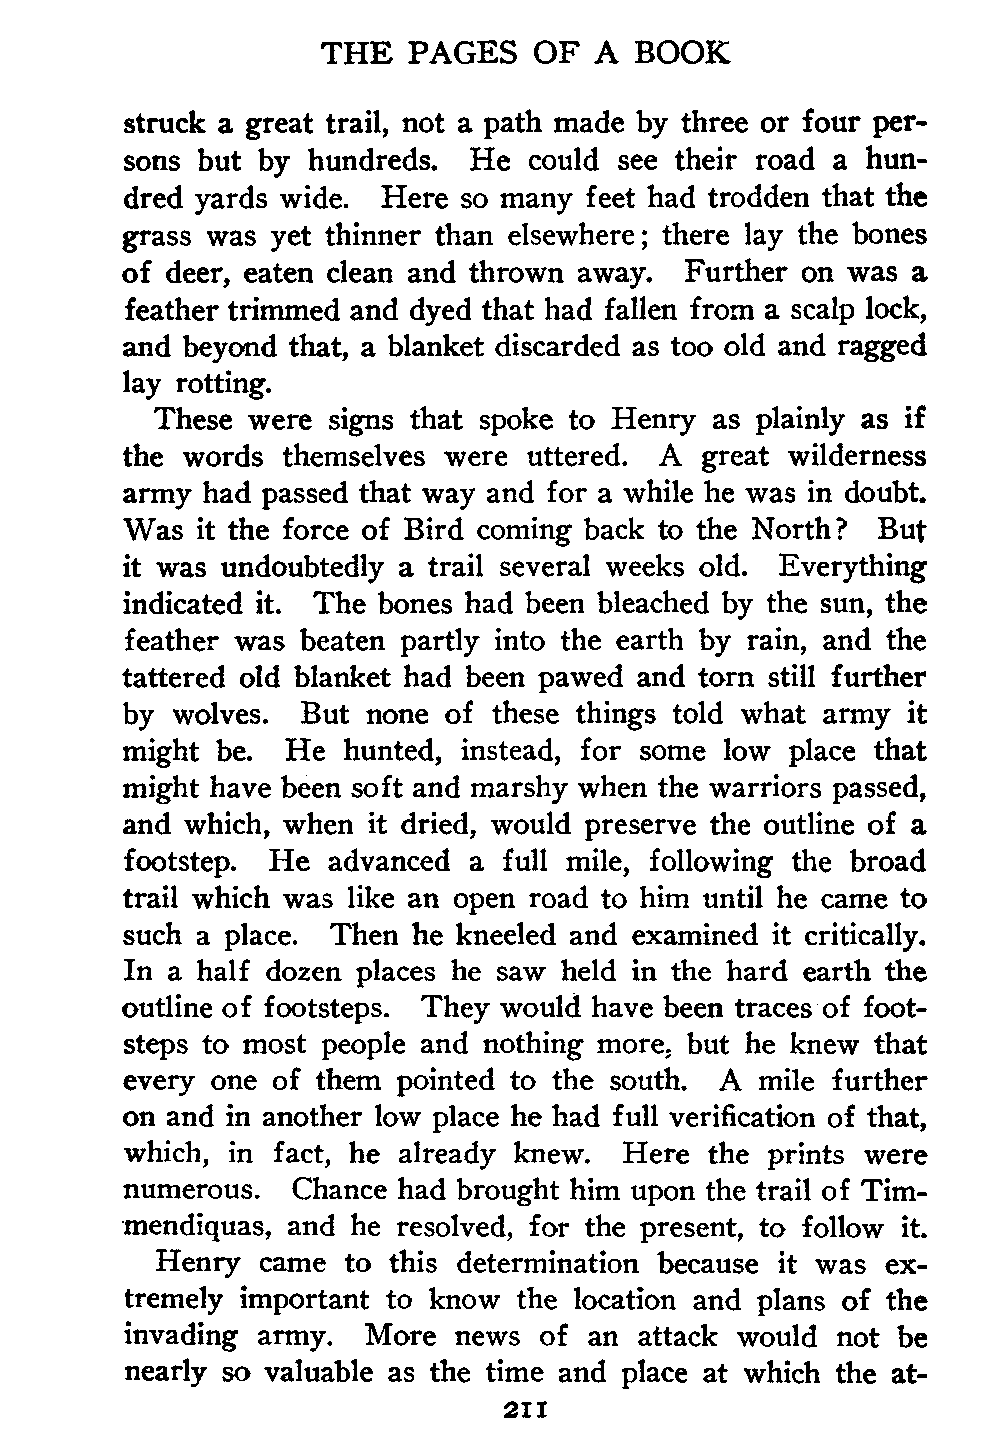 THE PAGES OF A BOOK
struck a great trail, not a path made by three or four per-
sons but by hundreds. He could see their road a hun-
dred yards wide. Here so many feet had trodden that the
grass was yet thinner than elsewhere; there lay the bones
of deer, eaten clean and thrown away. Further on was a
feather trimmed and dyed that had fallen from a scalp lock,
and beyond that, a blanket discarded as too old and ragged
lay rotting.
These were signs that spoke to Henry as plainly as if
the words themselves were uttered. A great wilderness
army had passed that way and for a while he was in doubt.
Was it the force of Bird coming back to the North? But
it was undoubtedly a trail several weeks old. Everything
indicated it. The bones had been bleached by the sun, the
feather was beaten partly into the earth by rain, and the
tattered old blanket had been pawed and torn still further
by wolves. But none of these things told what army it
might be. He hunted, instead, for some low place that
might have been soft and marshy when the warriors passed,
and which, when it dried, would preserve the outline of a
footstep. He advanced a full mile, following the broad
trail which was like an open road to him until he came to
such a place. Then he kneeled and examined it critically.
In a half dozen places he saw held in the hard earth the
outline of footsteps. They would have been traces of foot-
steps to most people and nothing more, but he knew that
every one of them pointed to the south. A mile further
on and in another low place he had full verification of that,
which, in fact, he already knew. Here the prints were
numerous. Chance had brought him upon the trail of Tim-
mendiquas, and he resolved, for the present, to follow it.
Henry came to this determination because it was ex-
tremely important to know the location and plans of the
invading army. More news of an attack would not be
nearly so valuable as the time and place at which the at-
211